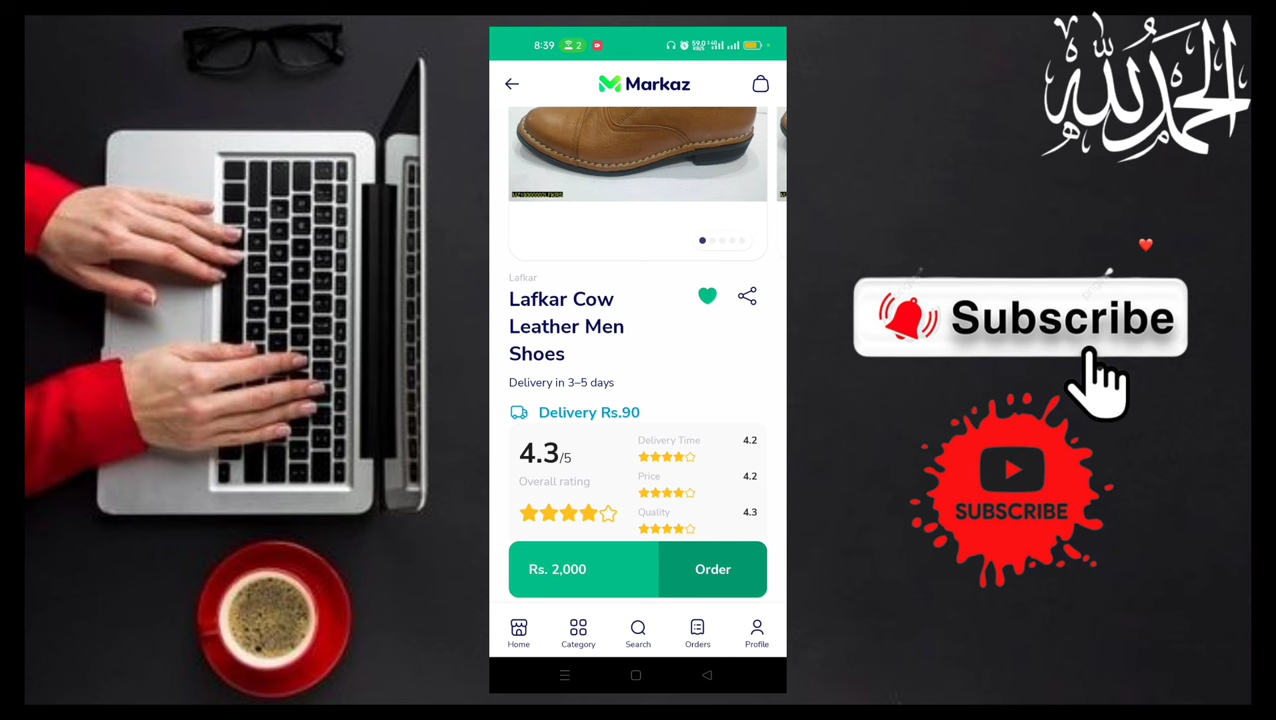 8:39
2
Markaz
Lafkar
Lafkar Cow
Leather Men
Shoes
Delivery in 3–5 days
Delivery Rs.90
4.3/5
Overall rating
Delivery Time 4.2
Price 4.2
Quality 4.3
Rs. 2,000
Order
Home
Category
Search
Orders
Profile
الحمد لله
Subscribe
SUBSCRIBE